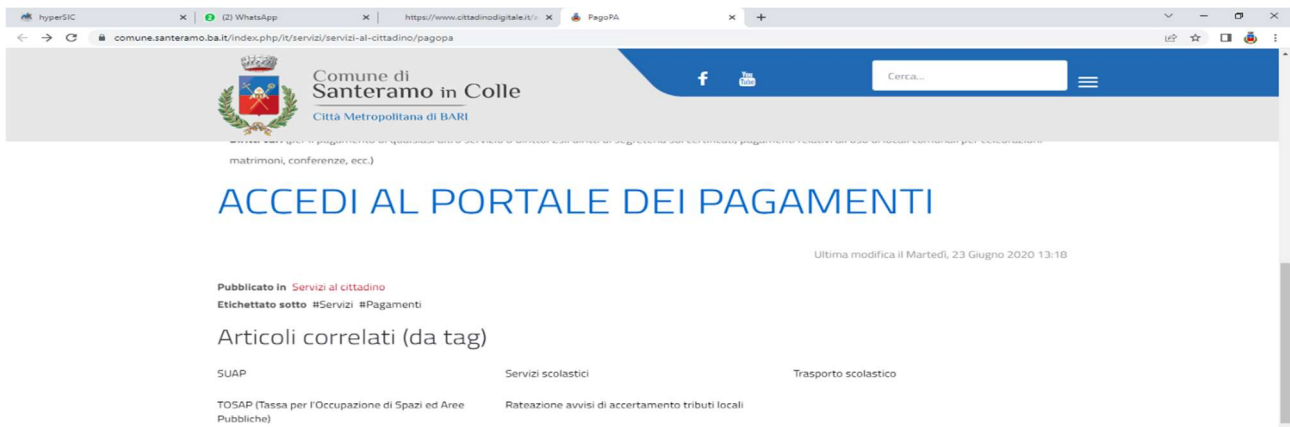 hyperSIC
(2) WhatsApp
https://www.cittadinodigitale.it/
PagoPA
comune.santeramo.ba.it/index.php/it/servizi/servizi-al-cittadino/pagopa
Comune di
Santeramo in Colle
Città Metropolitana di BARI
f
You
Tube
Cerca...
matrimoni, conferenze, ecc.)
ACCEDI AL PORTALE DEI PAGAMENTI
Ultima modifica il Martedì, 23 Giugno 2020 13:18
Pubblicato in Servizi al cittadino
Etichettato sotto #Servizi #Pagamenti
Articoli correlati (da tag)
SUAP
Servizi scolastici
Trasporto scolastico
TOSAP (Tassa per l'Occupazione di Spazi ed Aree
Pubbliche)
Rateazione avvisi di accertamento tributi locali